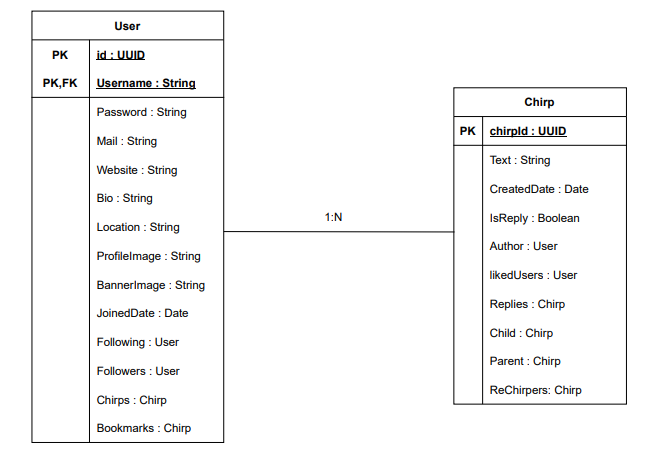 User
PK id : UUID
PK,FK Username : String
Password : String
Mail : String
Website : String
Bio : String
Location : String
ProfileImage : String
BannerImage : String
JoinedDate : Date
Following : User
Followers : User
Chirps : Chirp
Bookmarks : Chirp
1:N
Chirp
PK chirpId : UUID
Text : String
CreatedDate : Date
IsReply : Boolean
Author : User
likedUsers : User
Replies : Chirp
Child : Chirp
Parent : Chirp
ReChirpers: Chirp